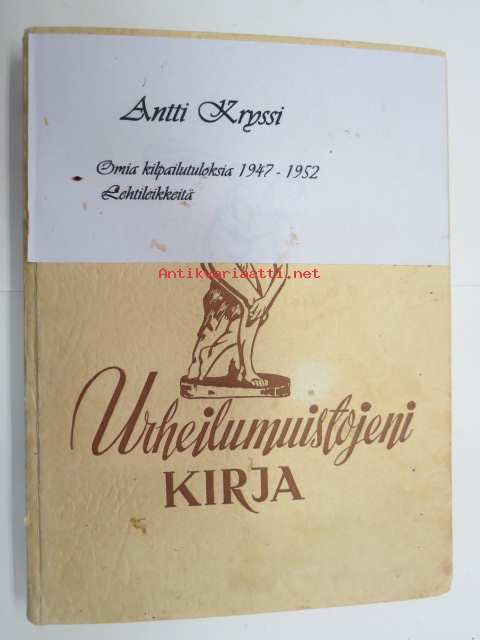 Antti Kryssi
Omia kilpailutuloksia 1947 - 1952
Lehtileikkeitä
Antikvariaatti.net
Urheilumuistojeni
KIRJA